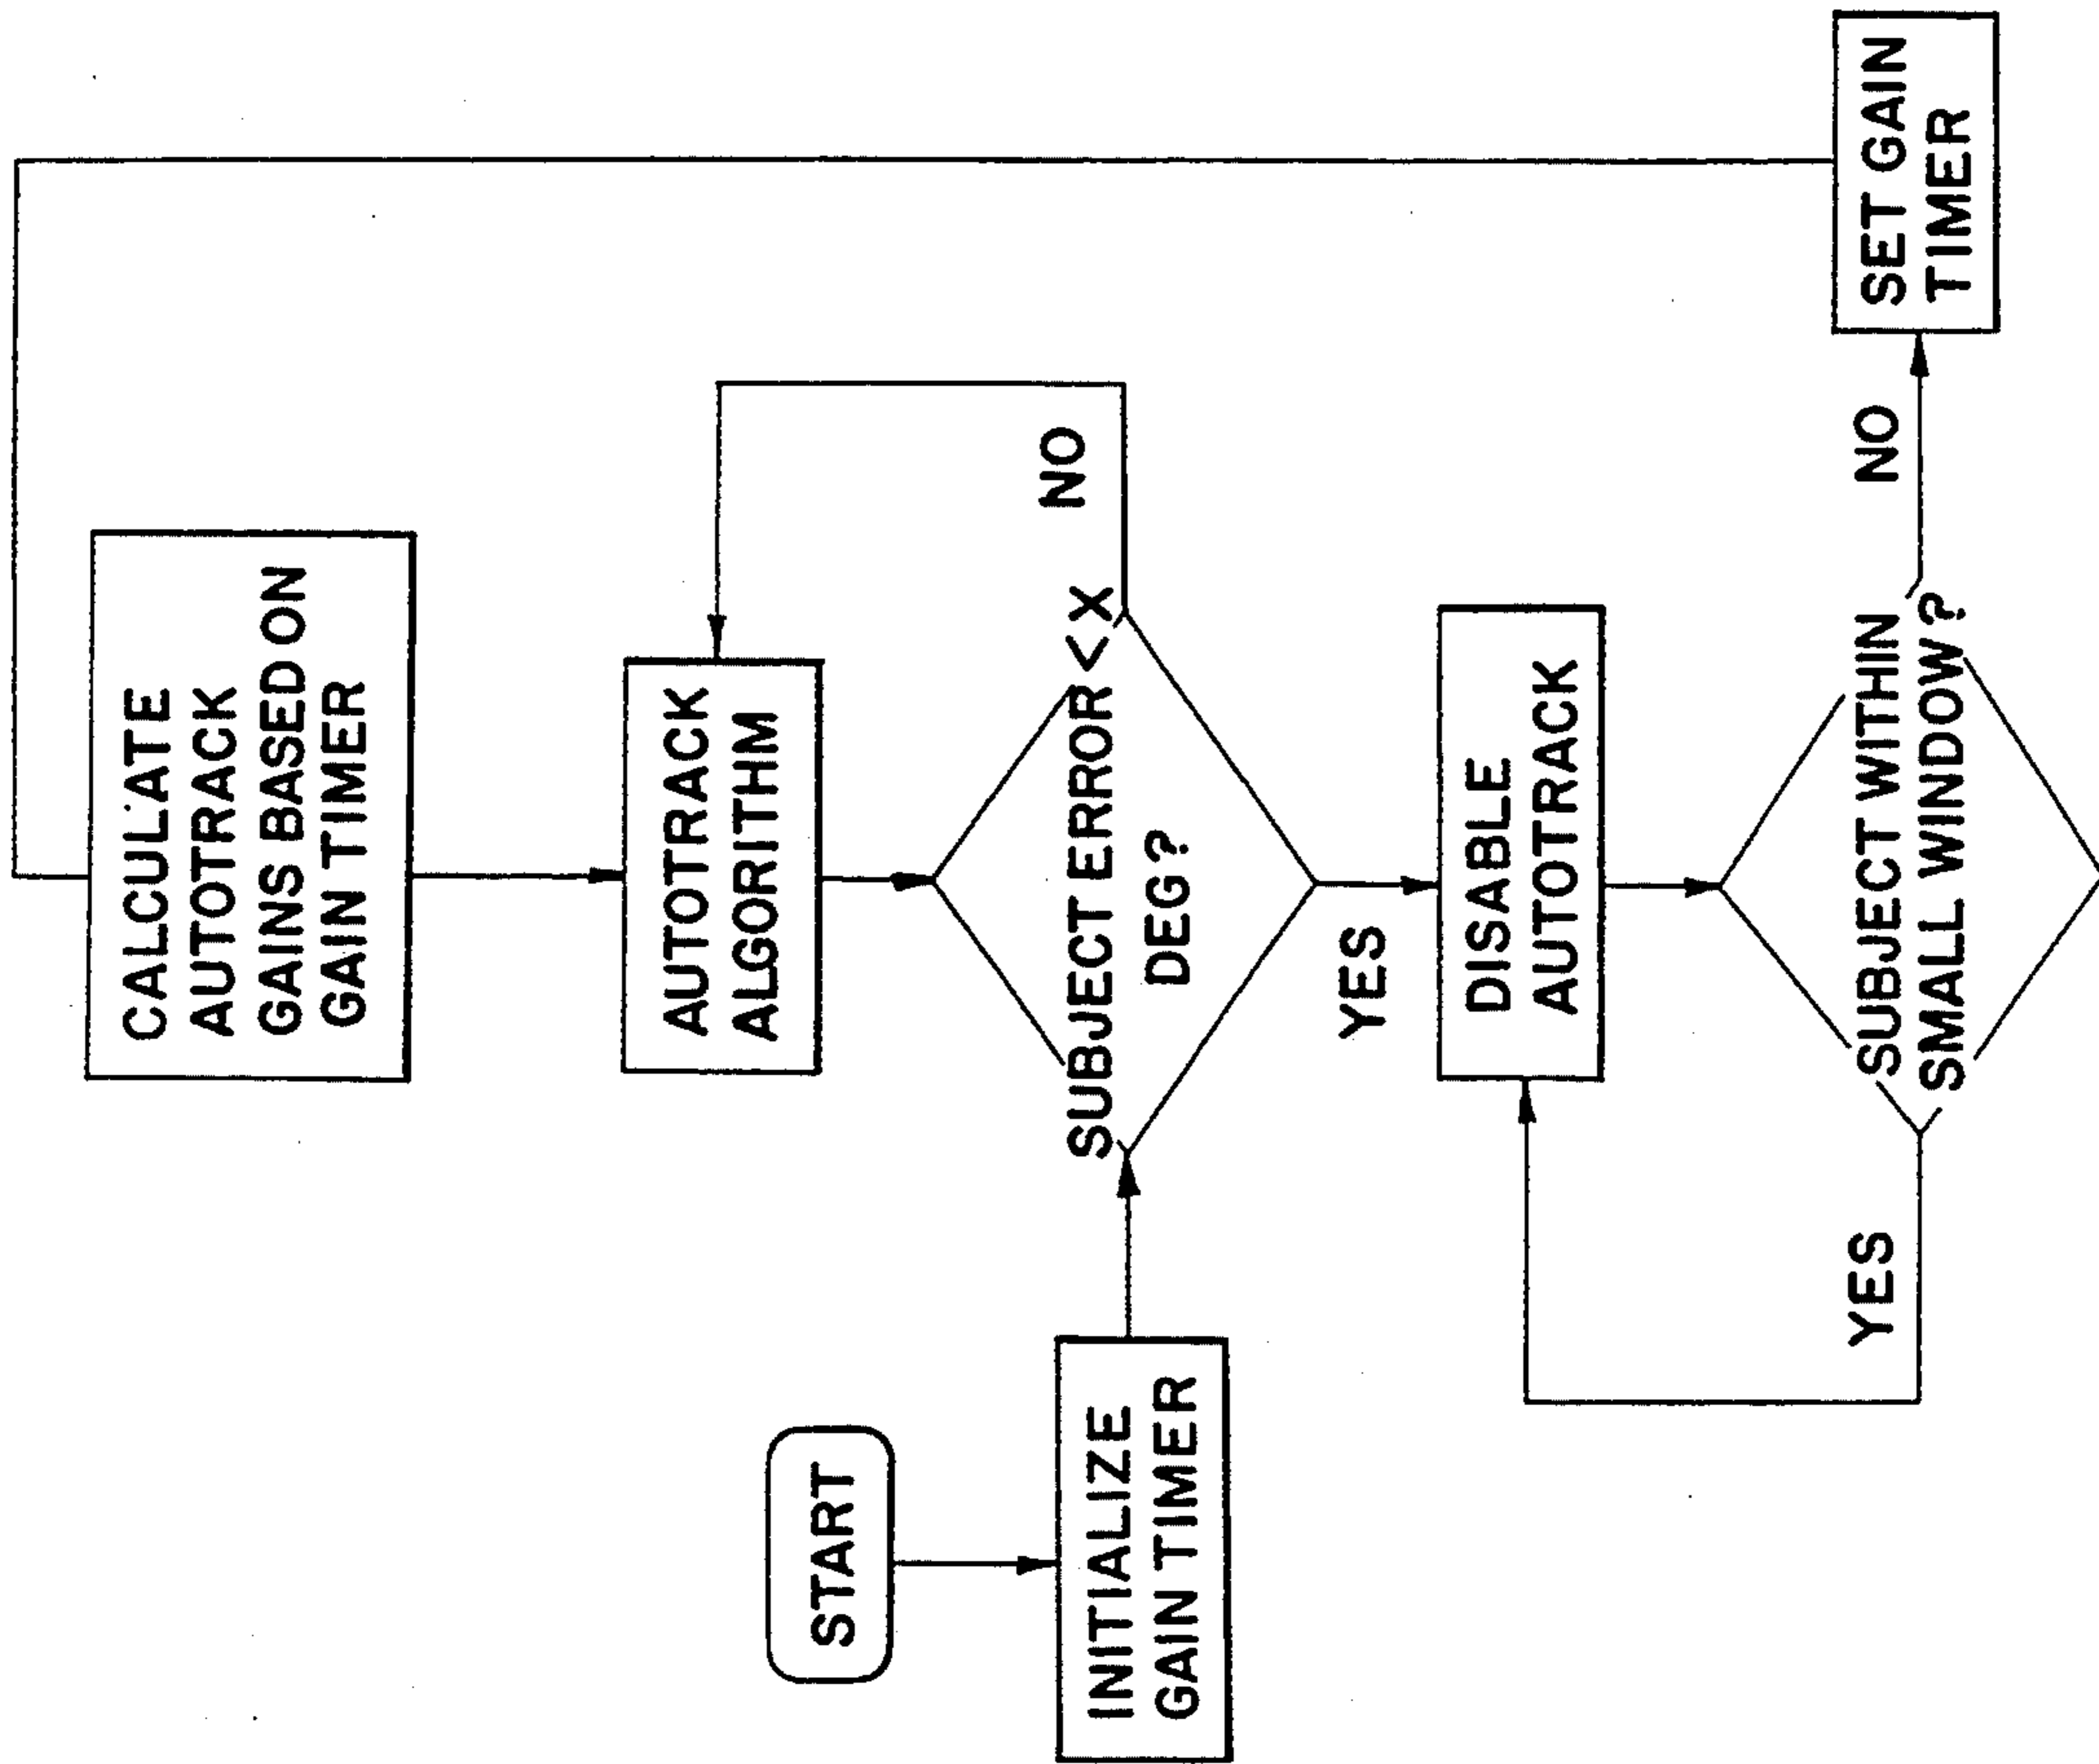 CALCULATE
AUTOTRACK
GAINS BASED ON
GAIN TIMER
AUTOTRACK
ALGORITHM
START
INITIALIZE
GAIN TIMER
SUBJECT ERROR <X
DEG?
NO
YES
DISABLE
AUTOTRACK
YES
SUBJECT WITHIN
SMALL WINDOW?
NO
SET GAIN
TIMER